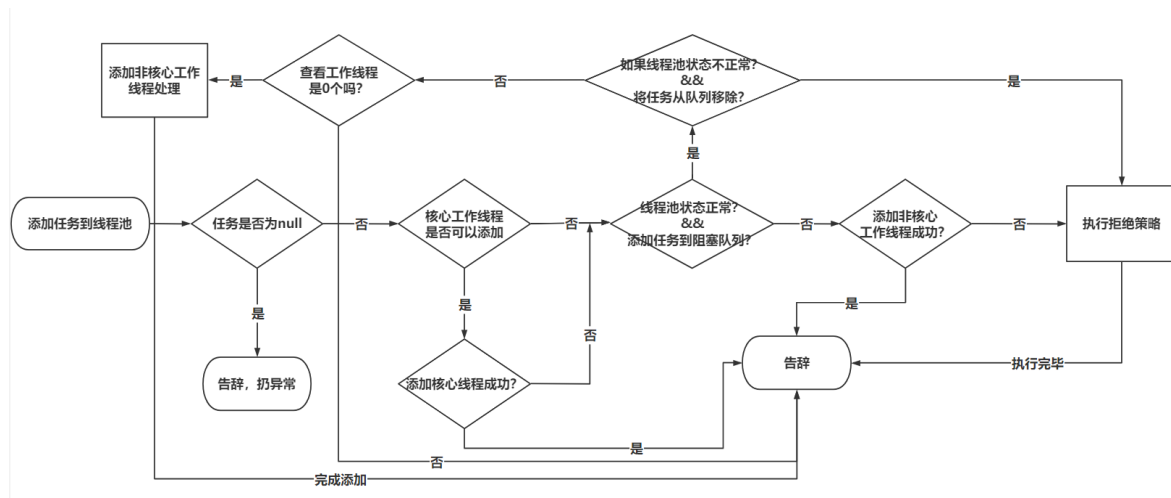 添加非核心工作
线程处理
是
查看工作线程
是0个吗？
否
如果线程池状态不正常？
&&
将任务从队列移除？
是
是
添加任务到线程池
任务是否为null
否
核心工作线程
是否可以添加
否
线程池状态正常？
&&
添加任务到阻塞队列？
否
添加非核心
工作线程成功？
否
执行拒绝策略
是
是
否
是
告辞，扔异常
添加核心线程成功？
告辞
执行完毕
是
否
完成添加